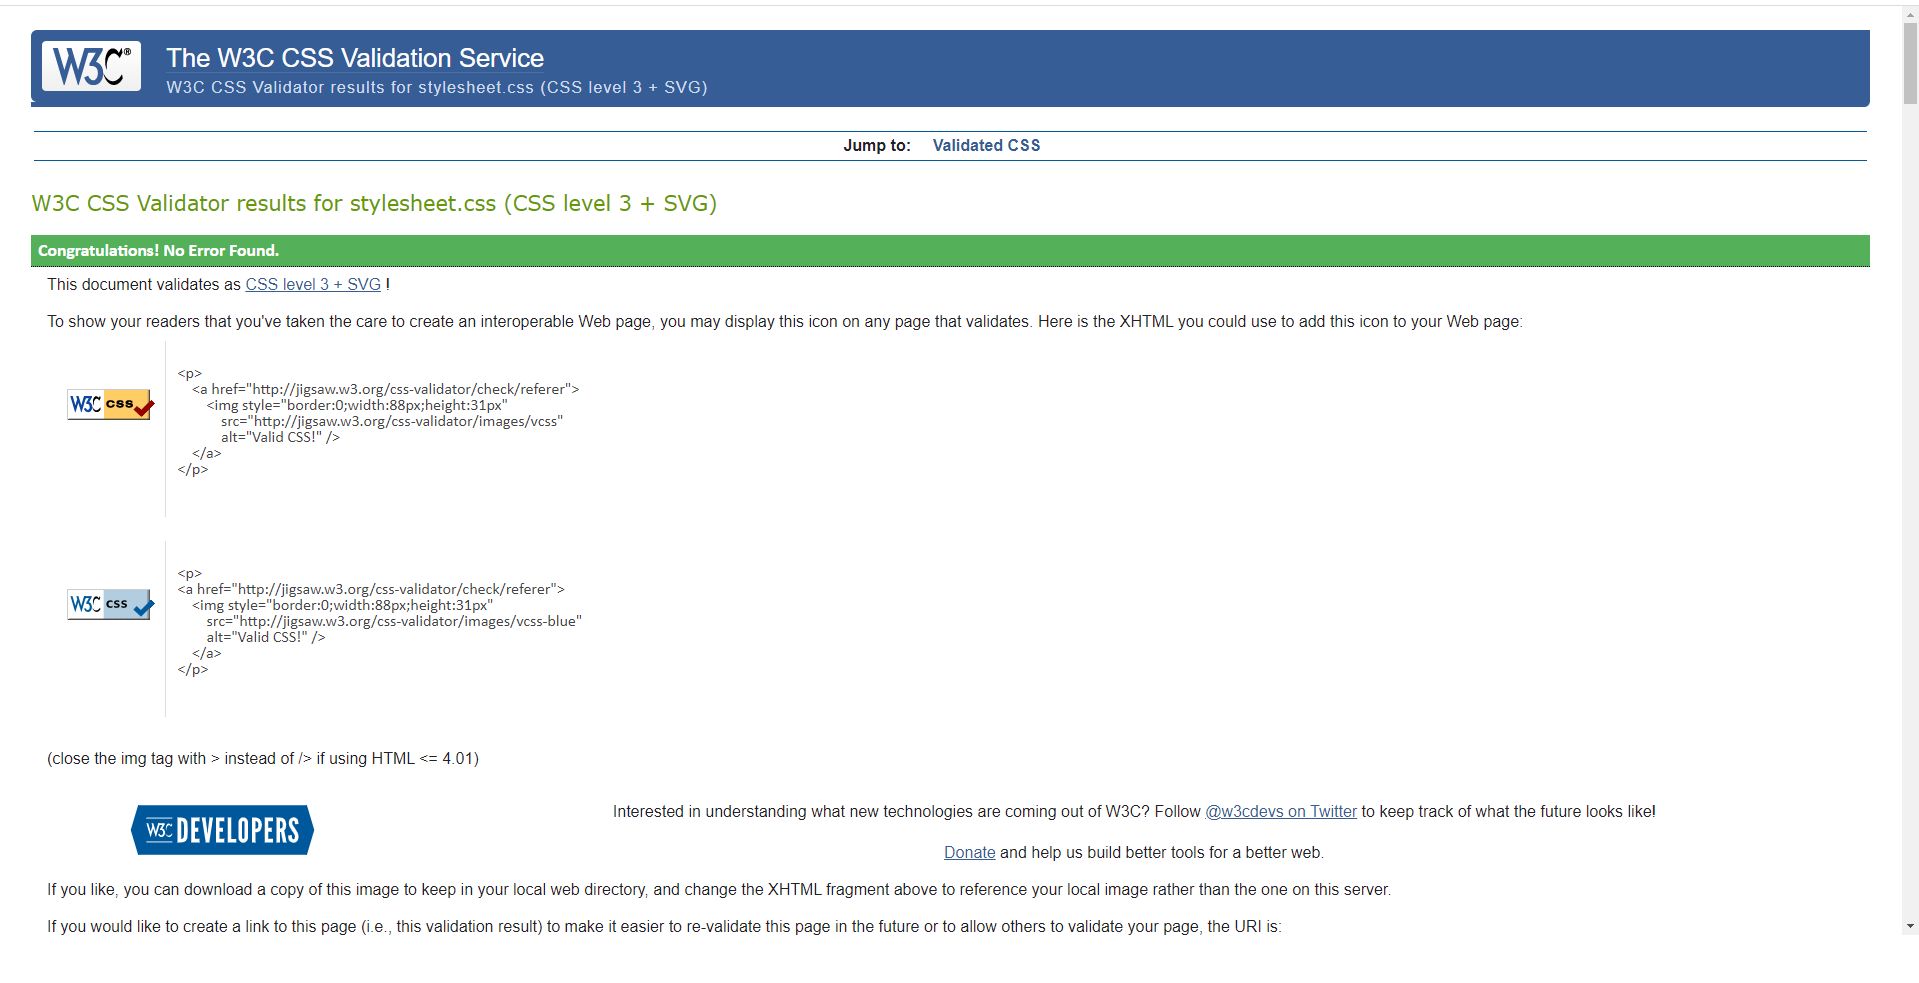 W3C®
The W3C CSS Validation Service
W3C CSS Validator results for stylesheet.css (CSS level 3 + SVG)
Jump to: Validated CSS
W3C CSS Validator results for stylesheet.css (CSS level 3 + SVG)
Congratulations! No Error Found.
This document validates as CSS level 3 + SVG !
To show your readers that you've taken the care to create an interoperable Web page, you may display this icon on any page that validates. Here is the XHTML you could use to add this icon to your Web page:
W3C css
<p>
<a href="http://jigsaw.w3.org/css-validator/check/referer">
<img style="border:0;width:88px;height:31px"
src="http://jigsaw.w3.org/css-validator/images/vcss"
alt="Valid CSS!" />
</a>
</p>
W3C css
<p>
<a href="http://jigsaw.w3.org/css-validator/check/referer">
<img style="border:0;width:88px;height:31px"
src="http://jigsaw.w3.org/css-validator/images/vcss-blue"
alt="Valid CSS!" />
</a>
</p>
(close the img tag with > instead of /> if using HTML <= 4.01)
W3C DEVELOPERS
Interested in understanding what new technologies are coming out of W3C? Follow @w3cdevs on Twitter to keep track of what the future looks like!
Donate and help us build better tools for a better web.
If you like, you can download a copy of this image to keep in your local web directory, and change the XHTML fragment above to reference your local image rather than the one on this server.
If you would like to create a link to this page (i.e., this validation result) to make it easier to re-validate this page in the future or to allow others to validate your page, the URI is: